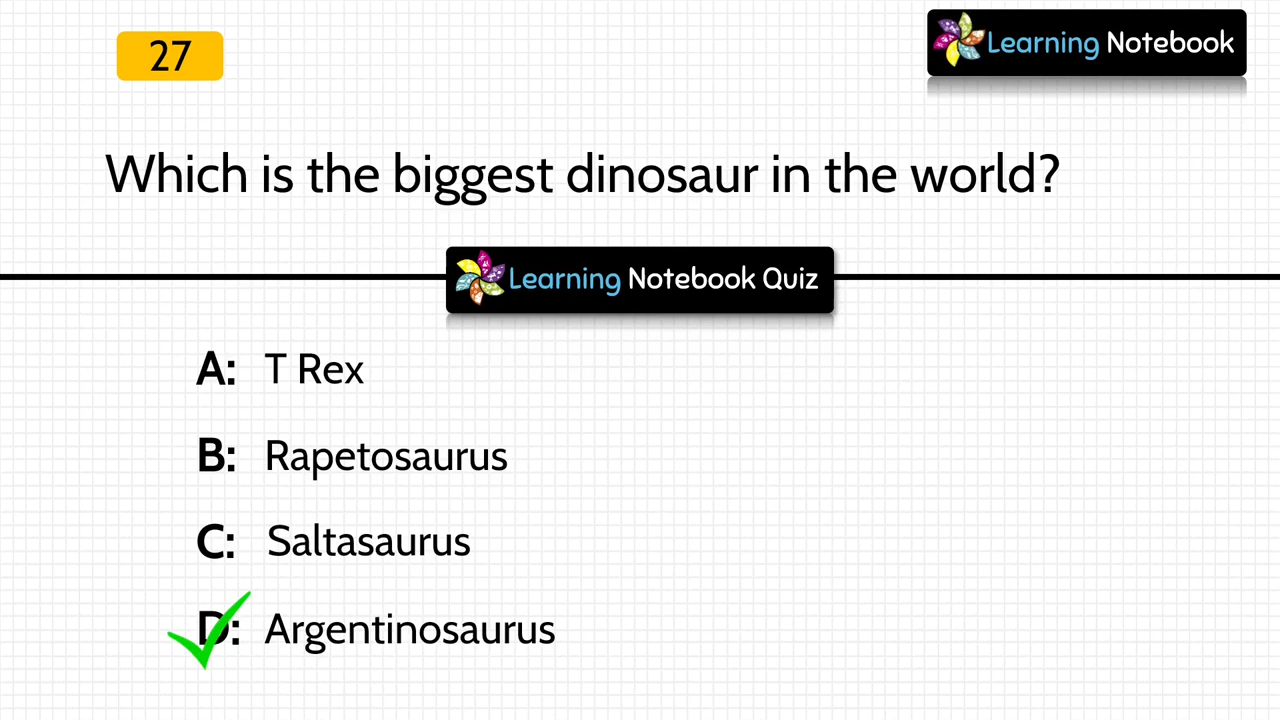 27
Learning Notebook
Which is the biggest dinosaur in the world?
Learning Notebook Quiz
A: T Rex
B: Rapetosaurus
C: Saltasaurus
D: Argentinosaurus